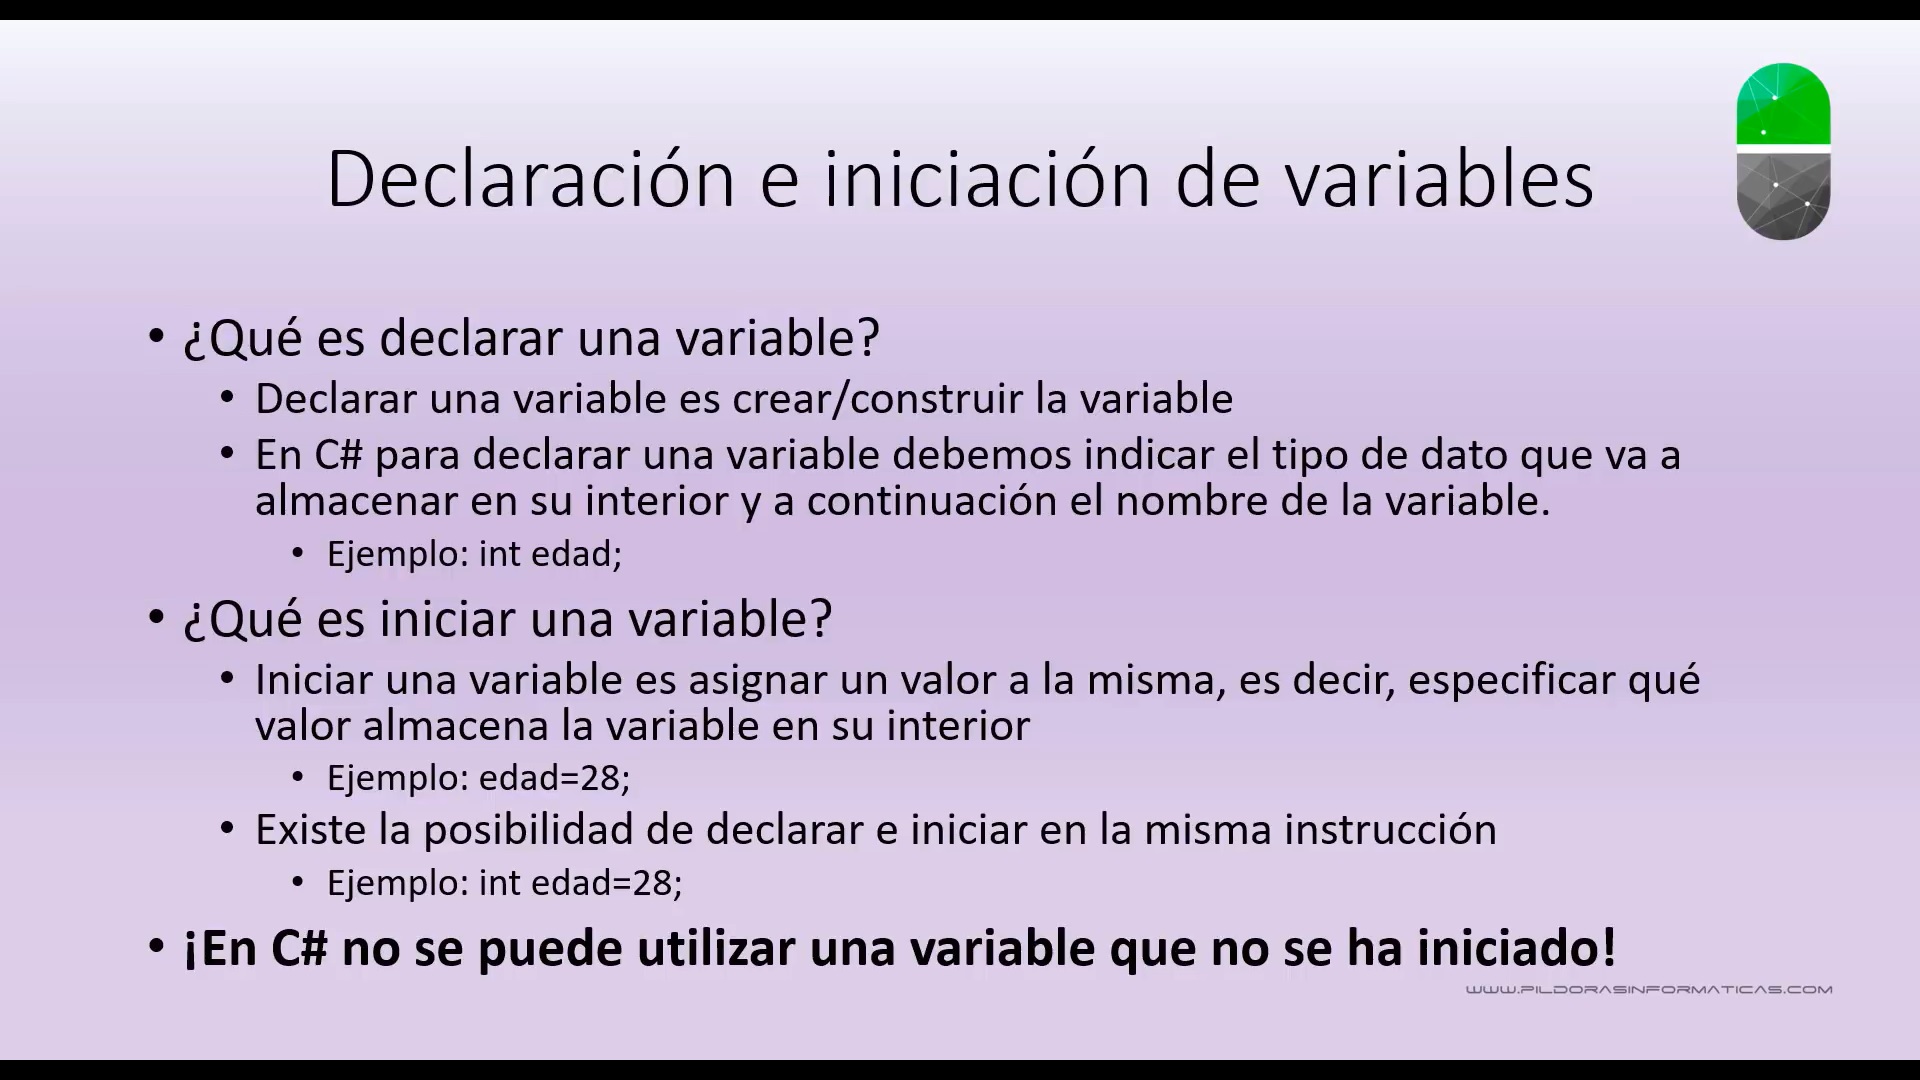 Declaración e iniciación de variables
• ¿Qué es declarar una variable?
• Declarar una variable es crear/construir la variable
• En C# para declarar una variable debemos indicar el tipo de dato que va a
almacenar en su interior y a continuación el nombre de la variable.
• Ejemplo: int edad;
• ¿Qué es iniciar una variable?
• Iniciar una variable es asignar un valor a la misma, es decir, especificar qué
valor almacena la variable en su interior
• Ejemplo: edad=28;
• Existe la posibilidad de declarar e iniciar en la misma instrucción
• Ejemplo: int edad=28;
• ¡En C# no se puede utilizar una variable que no se ha iniciado!
WWW.PILDORASINFORMATICAS.COM